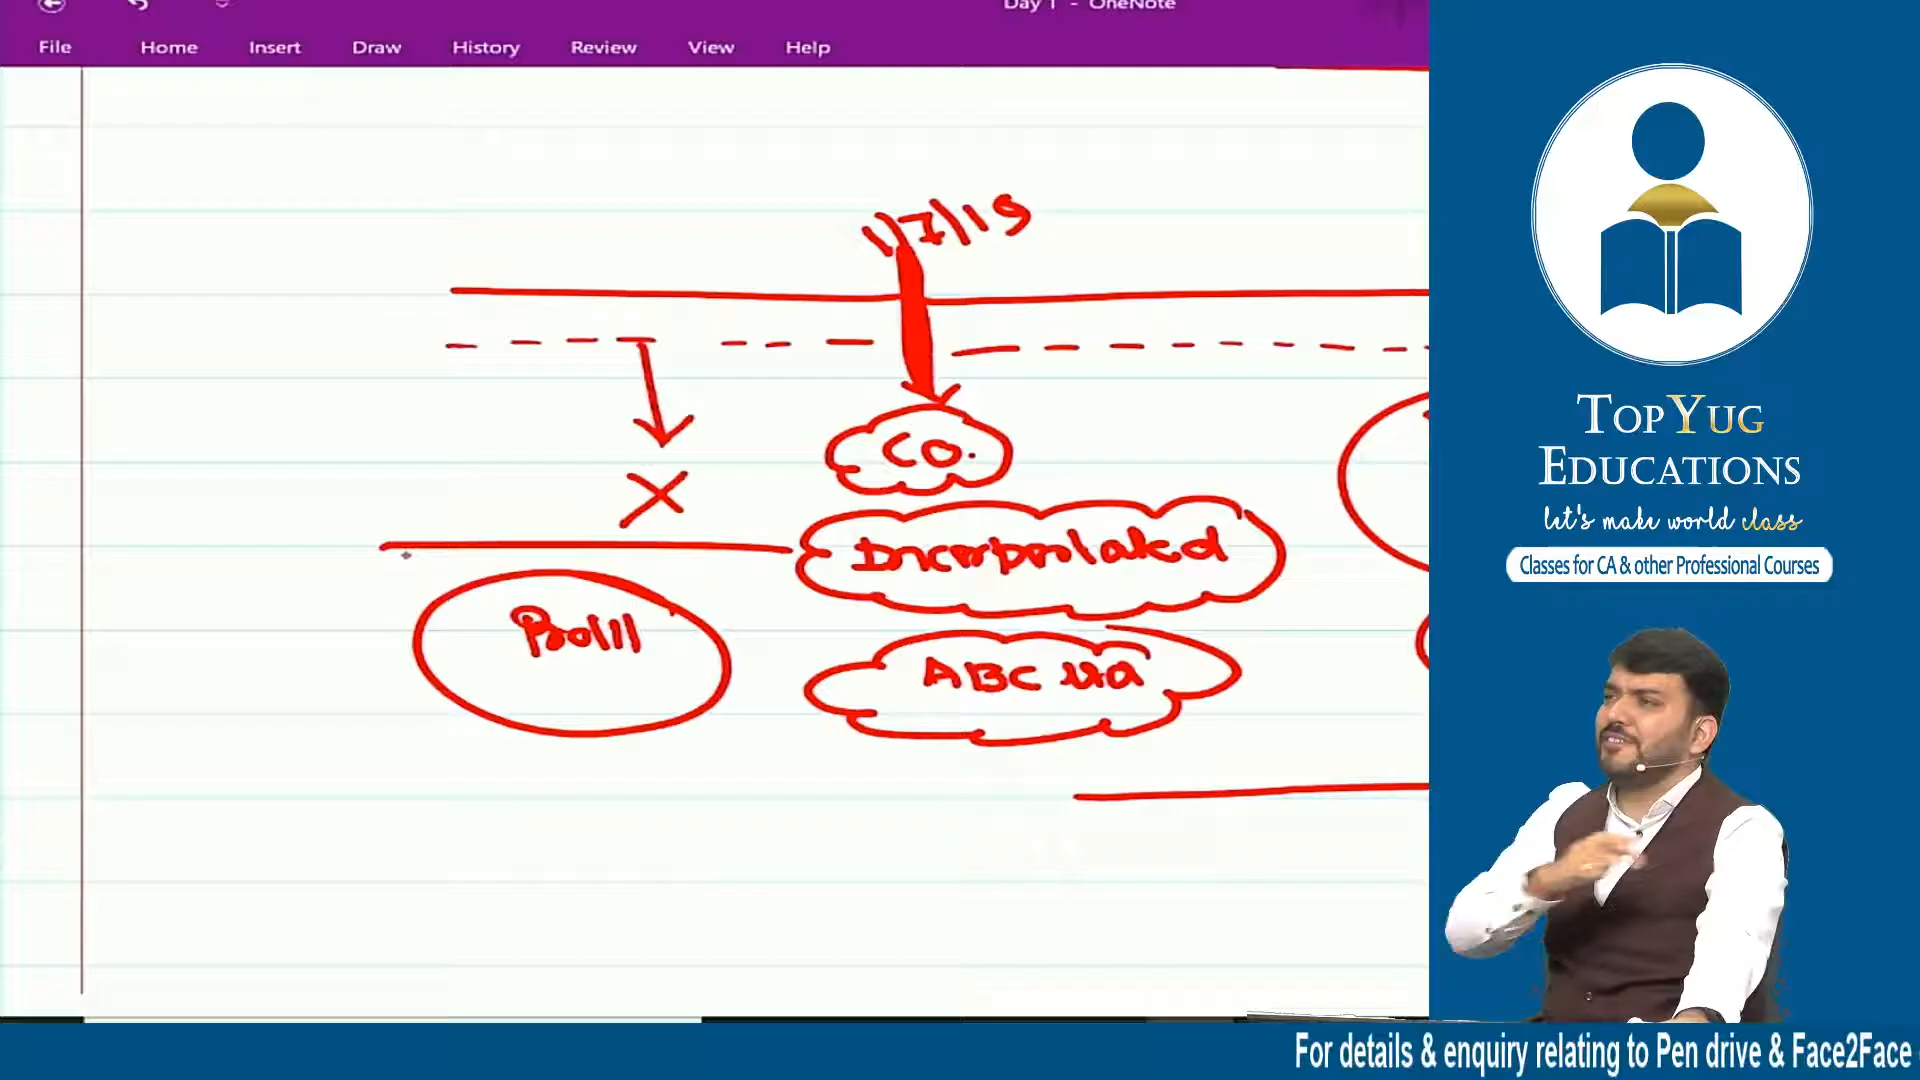 Day 1 - OneNote
File Home Insert Draw History Review View Help
1/7/19
CO.
X
Incorporated
ABC Ltd
TOPYUG
EDUCATIONS
let's make world class
Classes for CA & other Professional Courses
For details & enquiry relating to Pen drive & Face2Face